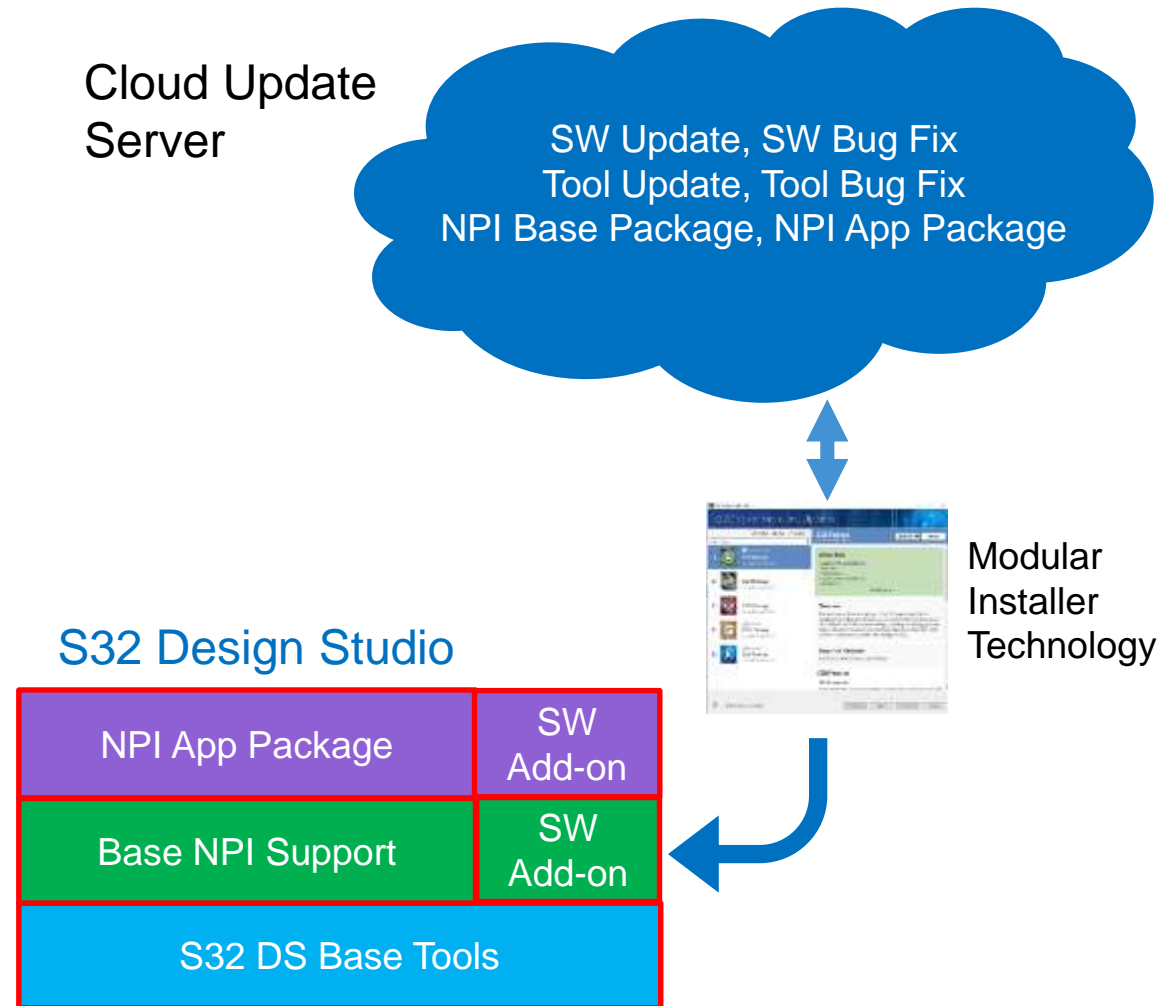 Cloud Update
Server
SW Update, SW Bug Fix
Tool Update, Tool Bug Fix
NPI Base Package, NPI App Package
Modular
Installer
Technology
S32 Design Studio
NPI App Package
SW
Add-on
Base NPI Support
SW
Add-on
S32 DS Base Tools